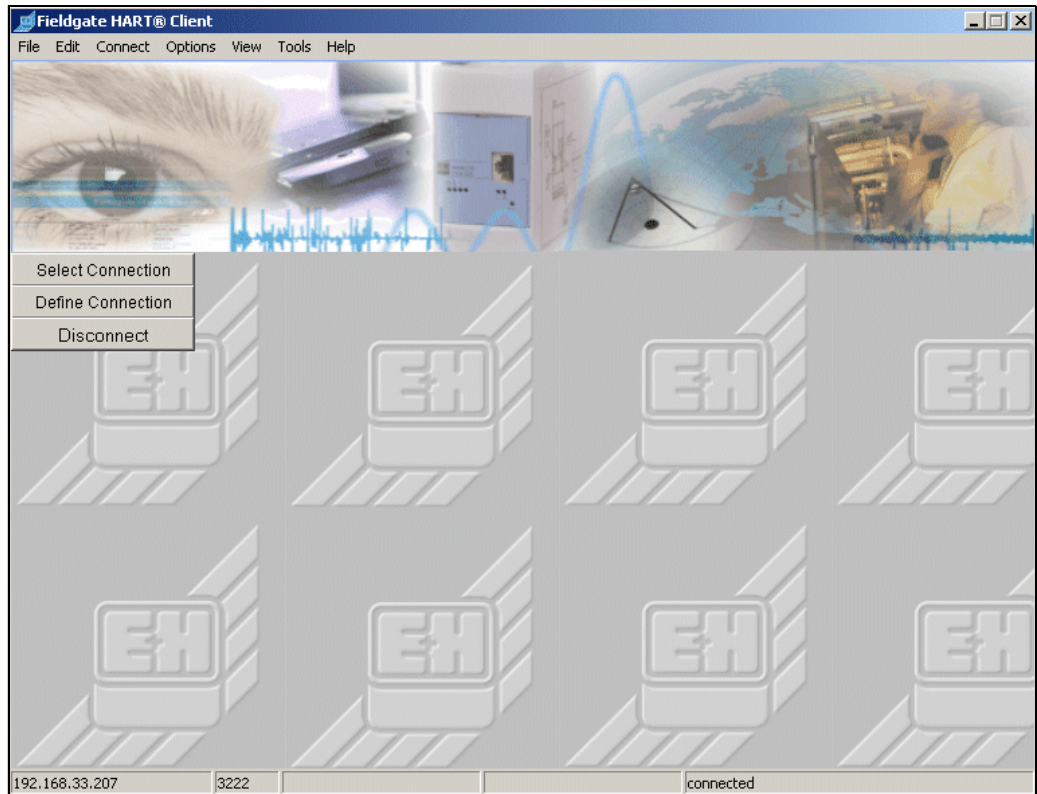 Fieldgate HART® Client
File Edit Connect Options View Tools Help
Select Connection
Define Connection
Disconnect
E+H E+H E+H E+H
E+H E+H E+H E+H
192.168.33.207 3222 connected